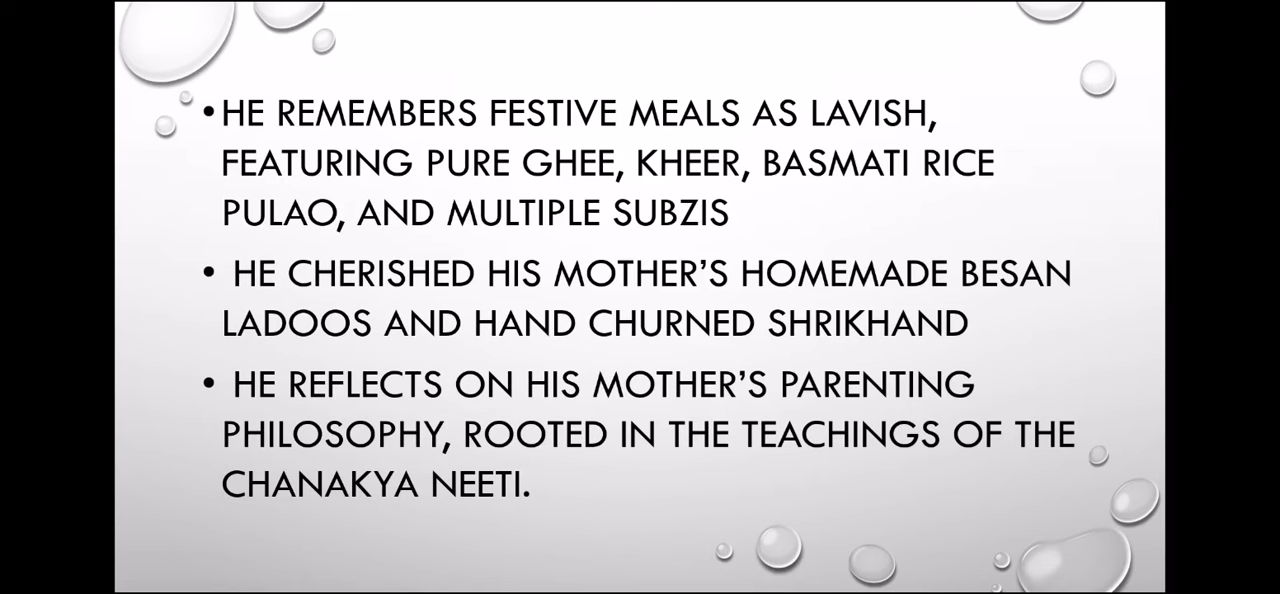 •HE REMEMBERS FESTIVE MEALS AS LAVISH,
FEATURING PURE GHEE, KHEER, BASMATI RICE
PULAO, AND MULTIPLE SUBZIS
• HE CHERISHED HIS MOTHER’S HOMEMADE BESAN
LADOOS AND HAND CHURNED SHRIKHAND
• HE REFLECTS ON HIS MOTHER’S PARENTING
PHILOSOPHY, ROOTED IN THE TEACHINGS OF THE
CHANAKYA NEETI.